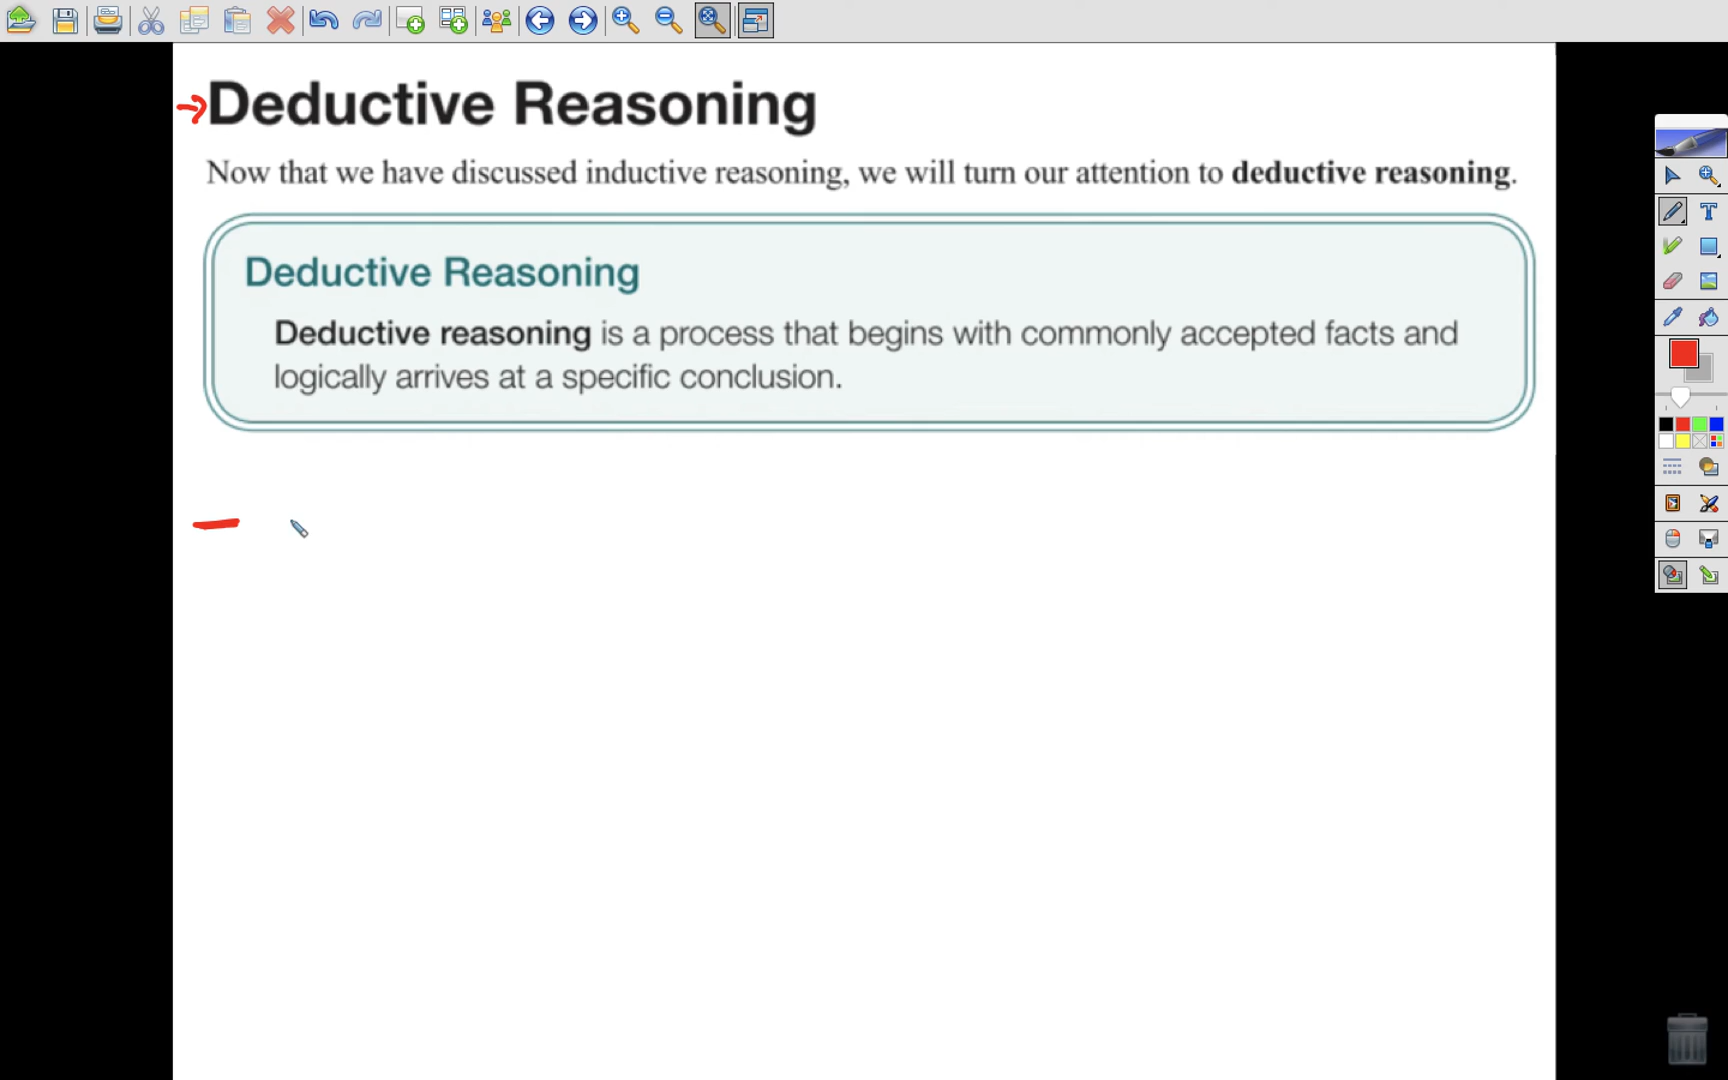 Deductive Reasoning
Now that we have discussed inductive reasoning, we will turn our attention to deductive reasoning.
Deductive Reasoning
Deductive reasoning is a process that begins with commonly accepted facts and
logically arrives at a specific conclusion.